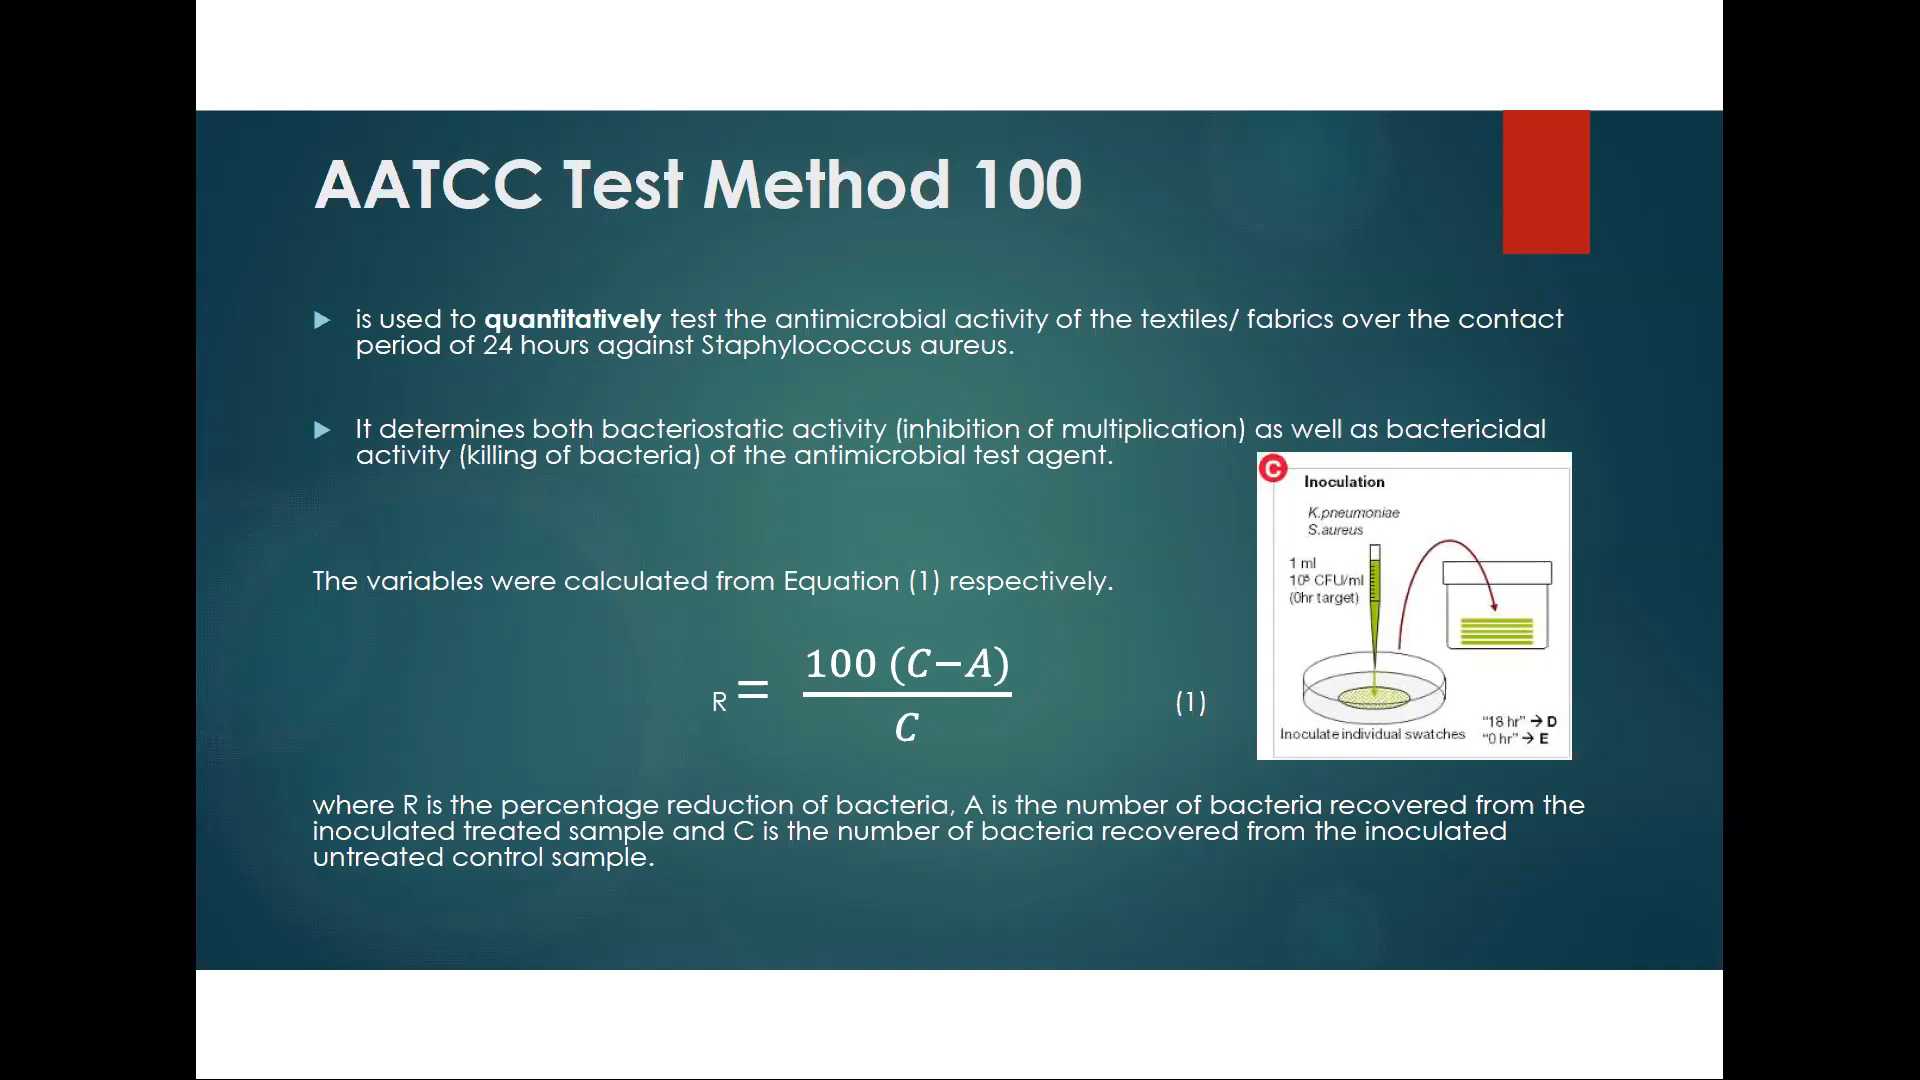 AATCC Test Method 100
is used to quantitatively test the antimicrobial activity of the textiles/ fabrics over the contact
period of 24 hours against Staphylococcus aureus.
It determines both bacteriostatic activity (inhibition of multiplication) as well as bactericidal
activity (killing of bacteria) of the antimicrobial test agent.
C
Inoculation
K.pneumoniae
S.aureus
1 ml
10⁵ CFU/ml
(0hr target)
Inoculate individual swatches
"18 hr" → D
"0 hr" → E
The variables were calculated from Equation (1) respectively.
R = 100 (C−A) / C (1)
where R is the percentage reduction of bacteria, A is the number of bacteria recovered from the
inoculated treated sample and C is the number of bacteria recovered from the inoculated
untreated control sample.